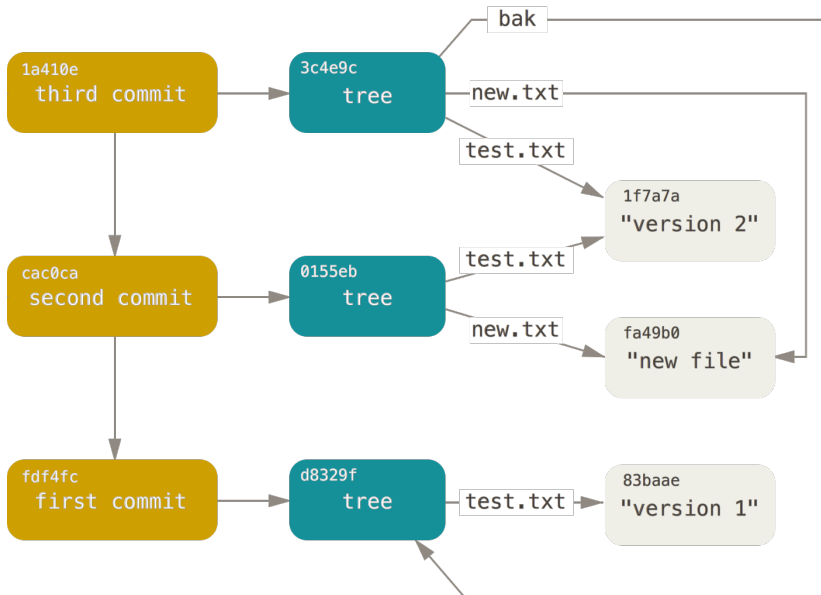 bak
1a410e
third commit
3c4e9c
tree
new.txt
test.txt
1f7a7a
"version 2"
cac0ca
second commit
0155eb
tree
test.txt
new.txt
fa49b0
"new file"
fdf4fc
first commit
d8329f
tree
test.txt
83baae
"version 1"